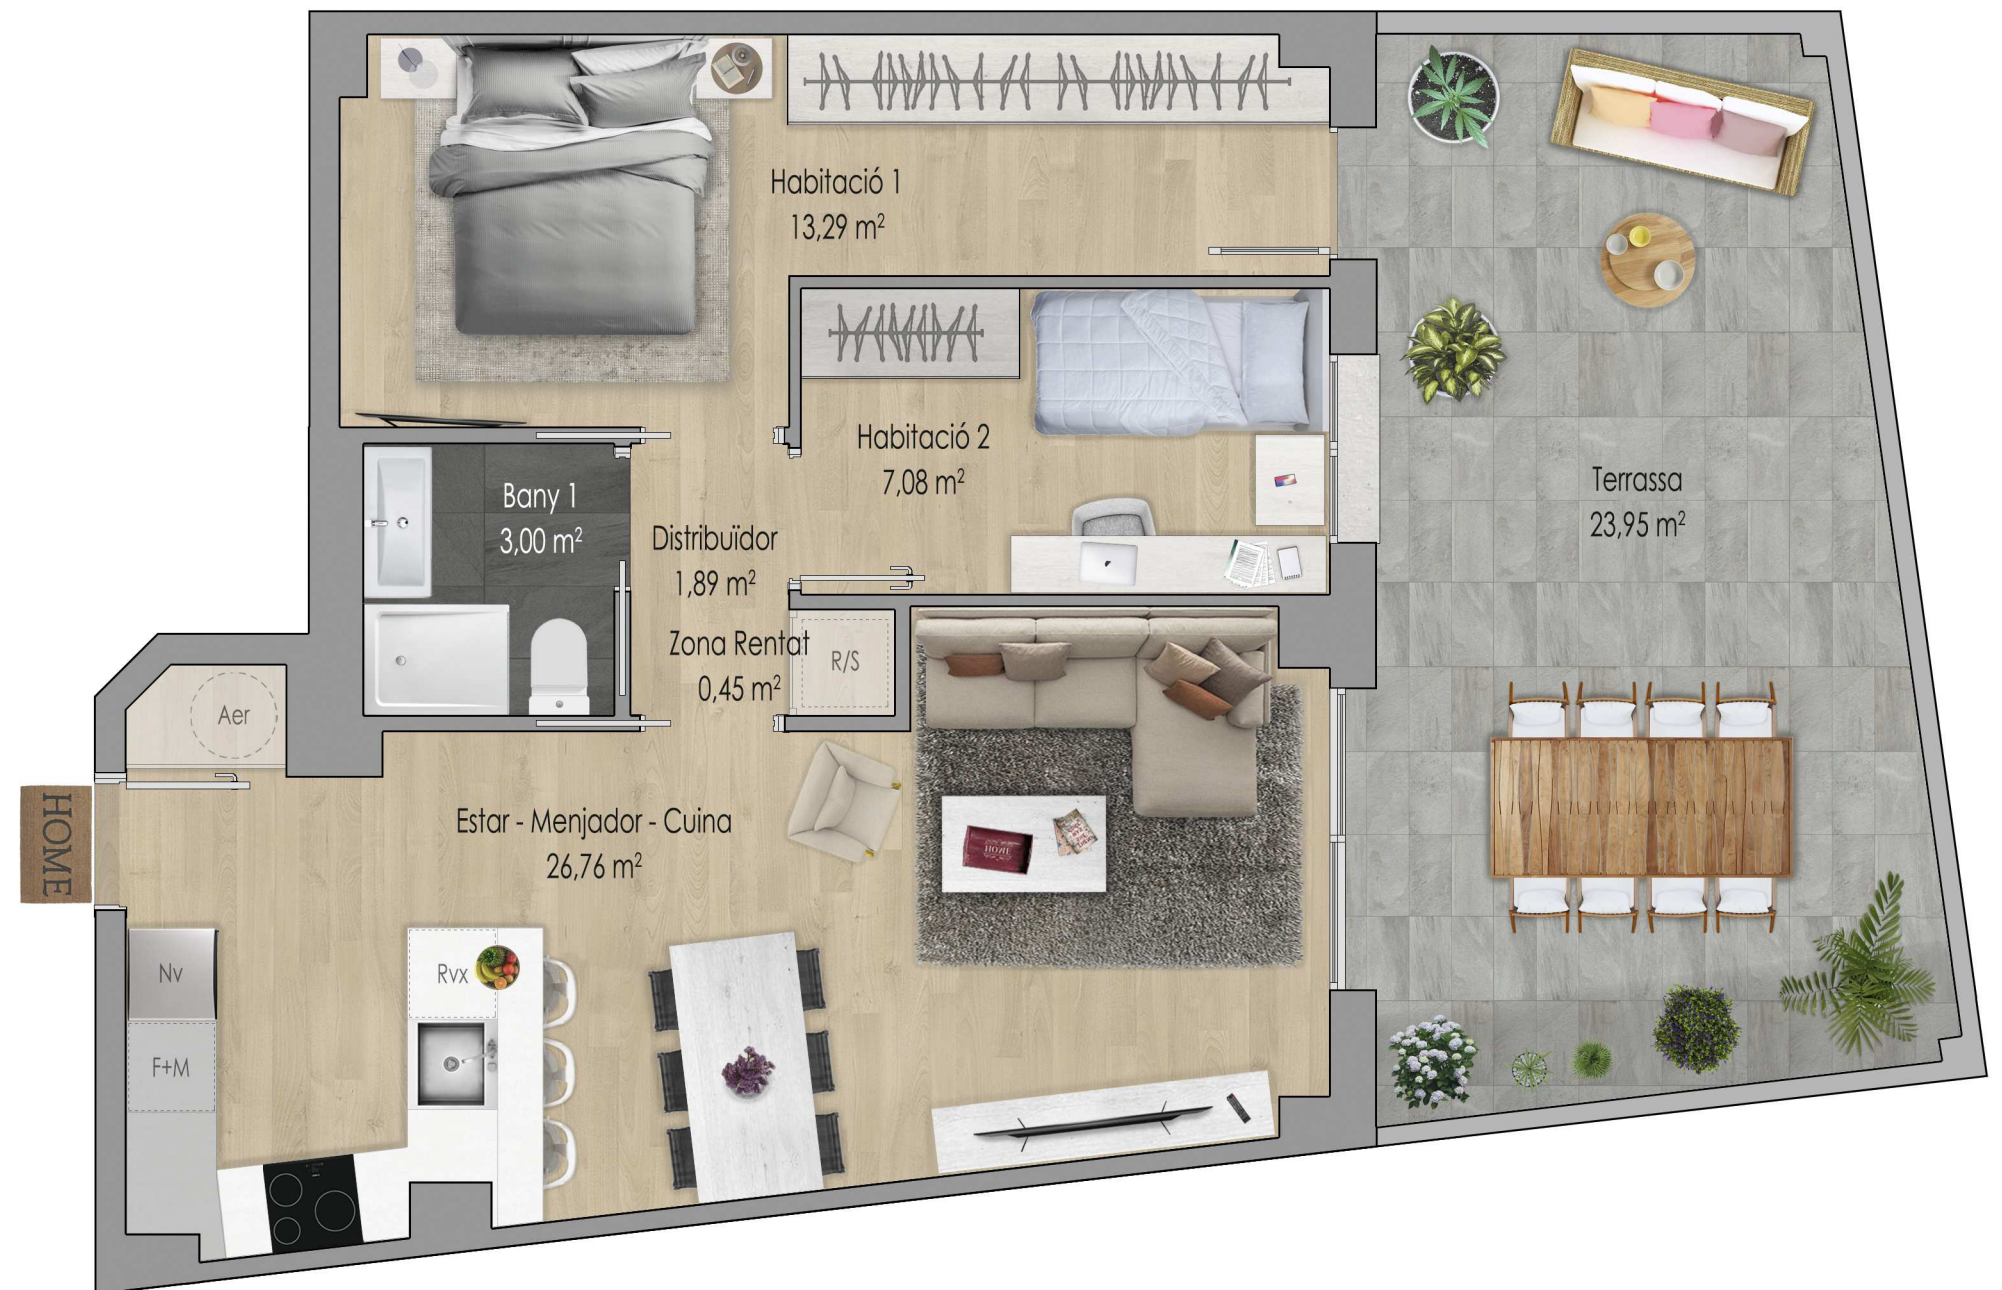 Habitació 1
13,29 m²
Habitació 2
7,08 m²
Terrassa
23,95 m²
Bany 1
3,00 m²
Distribuïdor
1,89 m²
Zona Rentat
0,45 m²
R/S
Aer
HOME
Estar - Menjador - Cuina
26,76 m²
HOME
Nv
Rvx
F+M